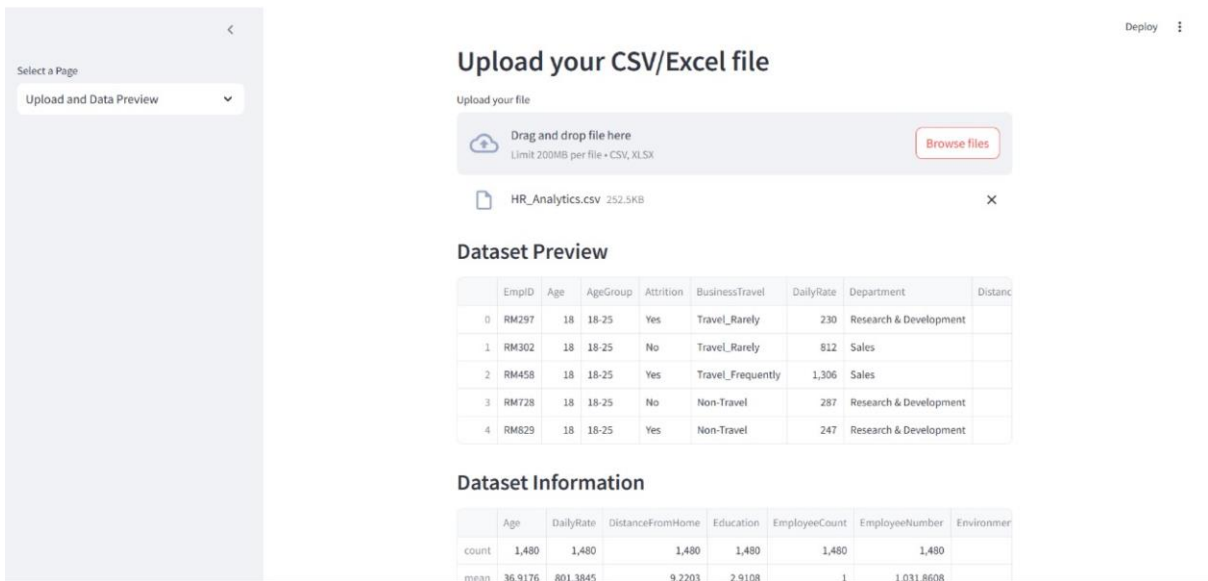 Deploy
Select a Page
Upload and Data Preview
Upload your CSV/Excel file
Upload your file
Drag and drop file here
Limit 200MB per file • CSV, XLSX
Browse files
HR_Analytics.csv 252.5KB
Dataset Preview
EmpID Age AgeGroup Attrition BusinessTravel DailyRate Department Distanc
0 RM297 18 18-25 Yes Travel_Rarely 230 Research & Development
1 RM302 18 18-25 No Travel_Rarely 812 Sales
2 RM458 18 18-25 Yes Travel_Frequently 1,306 Sales
3 RM728 18 18-25 No Non-Travel 287 Research & Development
4 RM829 18 18-25 Yes Non-Travel 247 Research & Development
Dataset Information
Age DailyRate DistanceFromHome Education EmployeeCount EmployeeNumber Environmer
count 1,480 1,480 1,480 1,480 1,480 1,480
mean 36.9176 801.3845 9.2203 2.9108 1 1,031.8608